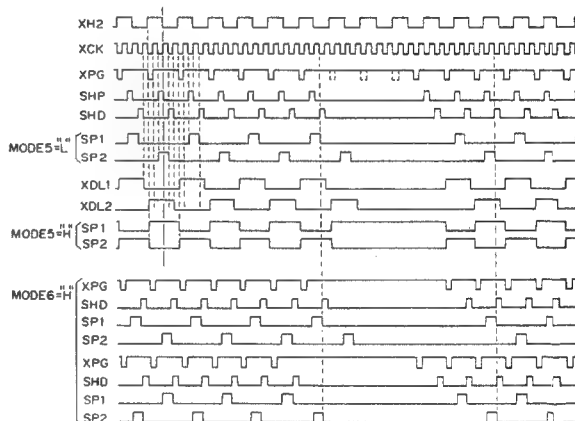 XH2
XCK
XPG
SHP
SHD
MODE5="L"
SP1
SP2
XDL1
XDL2
MODE5="H"
SP1
SP2
MODE6="H"
XPG
SHD
SP1
SP2
XPG
SHD
SP1
SP2